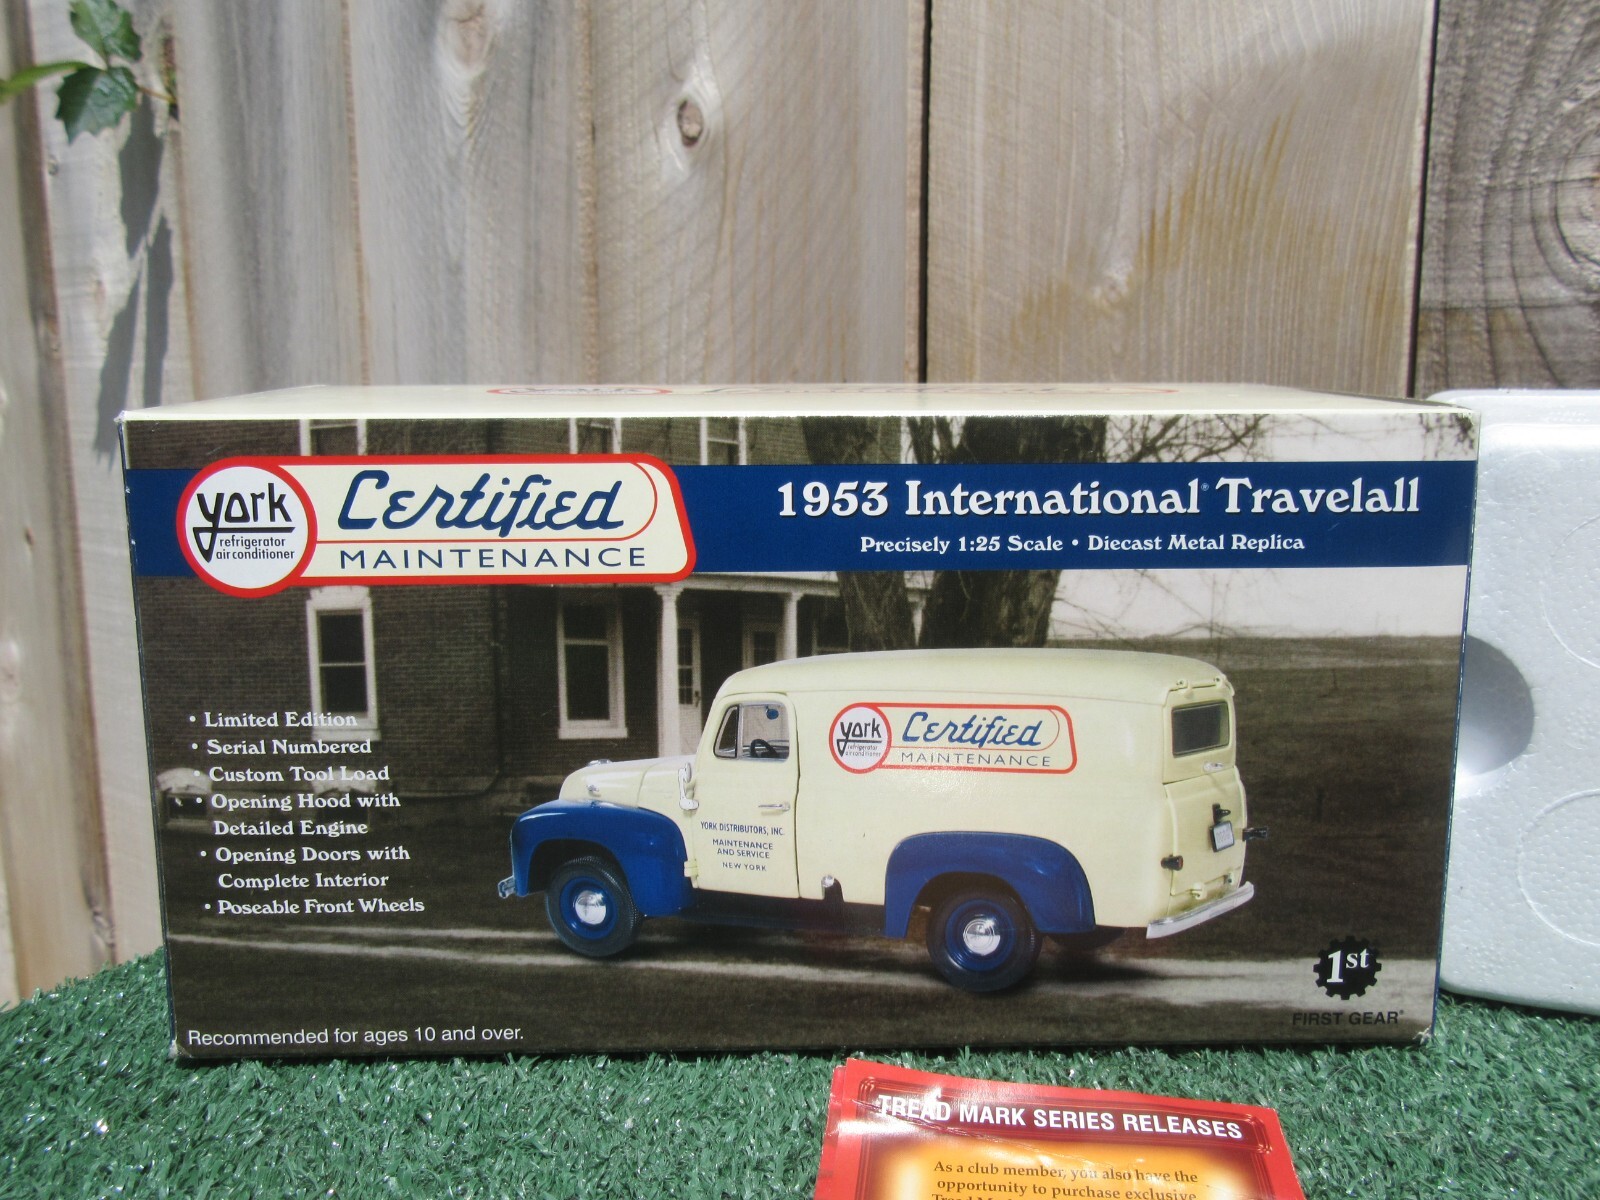 york
refrigerator
airconditioner
Certified
MAINTENANCE
1953 International® Travelall
Precisely 1:25 Scale • Diecast Metal Replica
• Limited Edition
• Serial Numbered
• Custom Tool Load
• Opening Hood with
Detailed Engine
• Opening Doors with
Complete Interior
• Poseable Front Wheels
york
refrigerator
airconditioner
Certified
MAINTENANCE
YORK DISTRIBUTORS, INC.
MAINTENANCE
AND SERVICE
NEW YORK
1st
FIRST GEAR®
Recommended for ages 10 and over.
TREAD MARK SERIES RELEASES
As a club member, you also have the
opportunity to purchase exclusive